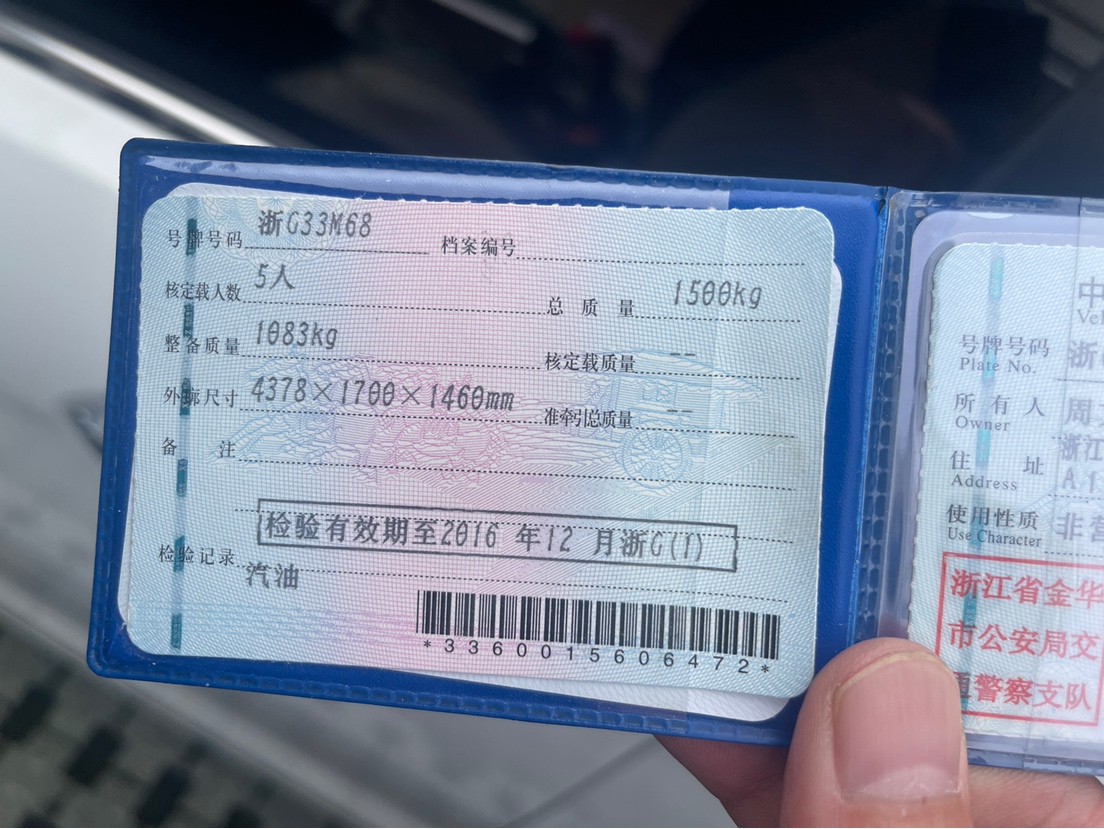 号牌号码 浙G33M68 档案编号
核定载人数 5人 总质量 1500kg
整备质量 1083kg 核定载质量 --
外廓尺寸 4378×1700×1460mm 准牵引总质量 --
备注
检验有效期至2016 年12 月浙G(1)
检验记录
汽油
*3360015606472*
中
Veh
号牌号码 浙G
Plate No.
所有人 周
Owner
浙江
住址
Address
使用性质 非营
Use Character
浙江省金华
市公安局交
通警察支队